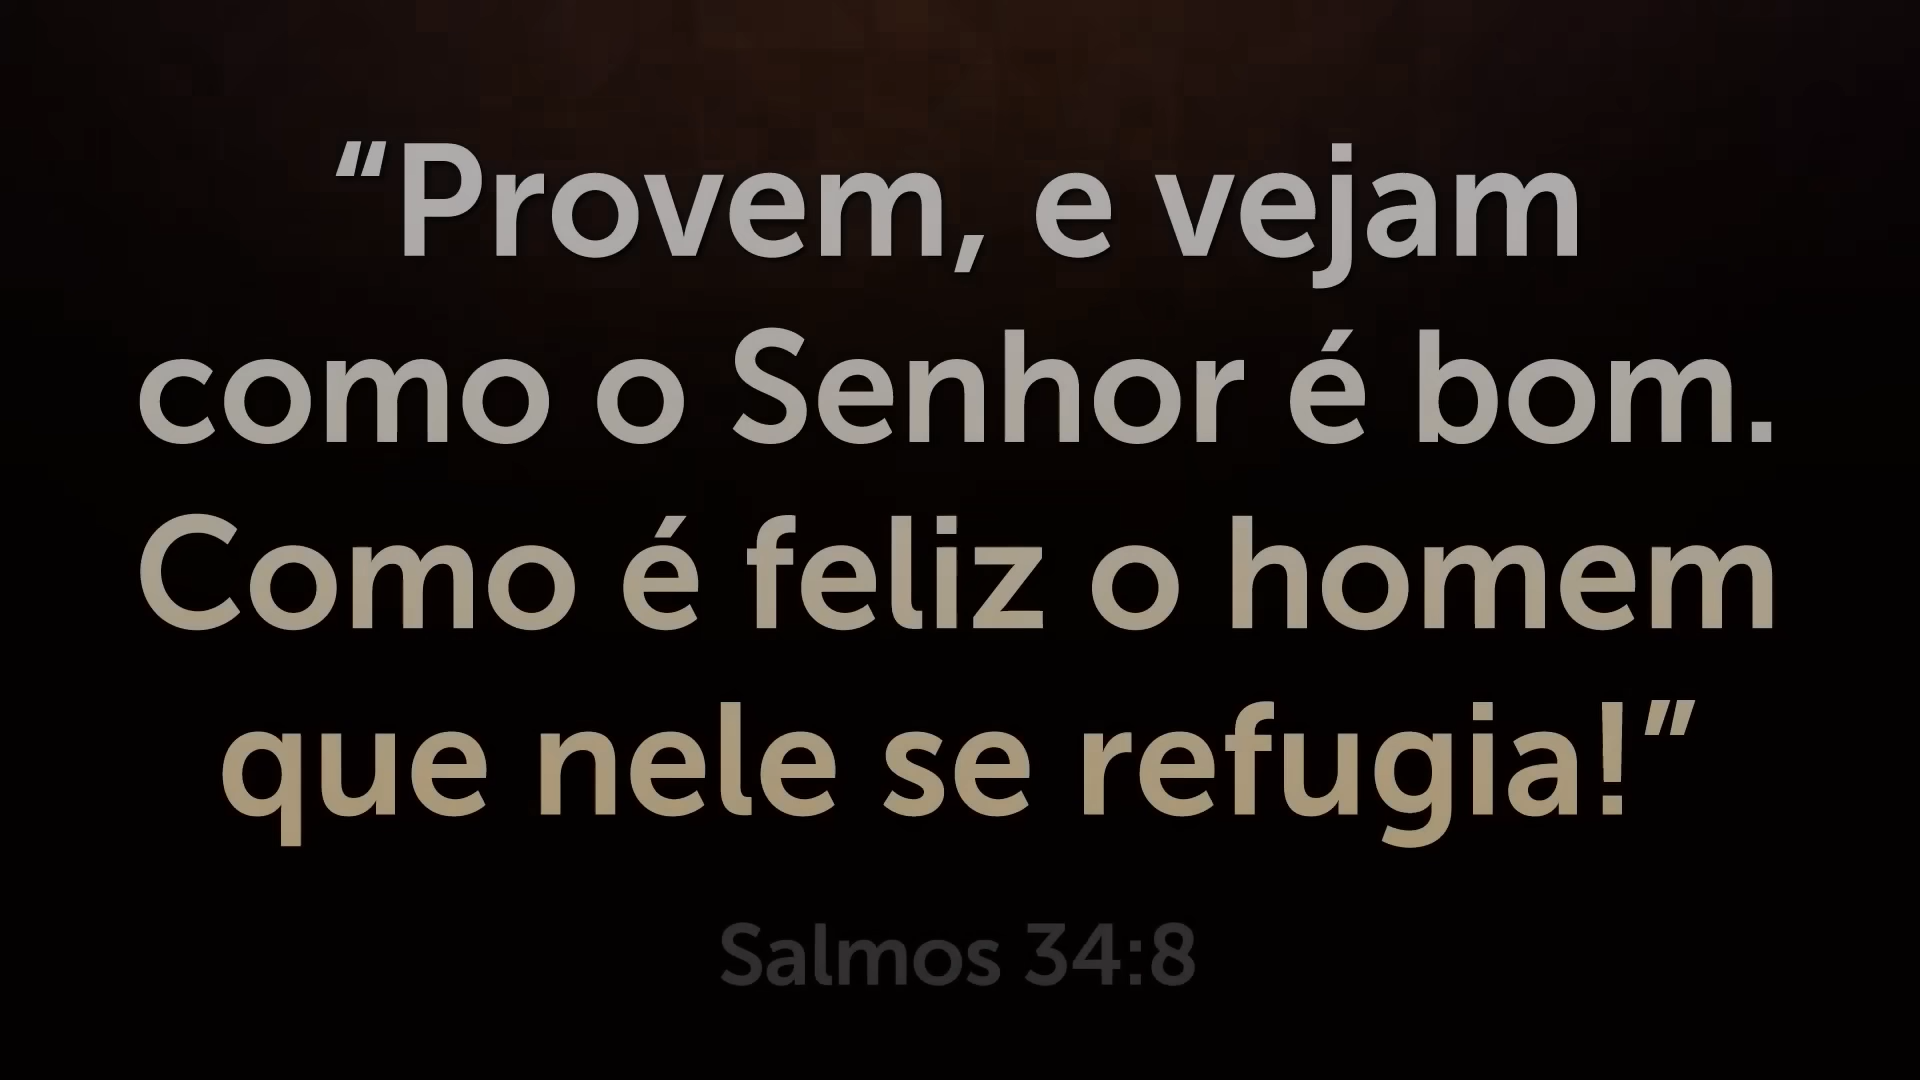 “Provem, e vejam
como o Senhor é bom.
Como é feliz o homem
que nele se refugia!”
Salmos 34:8